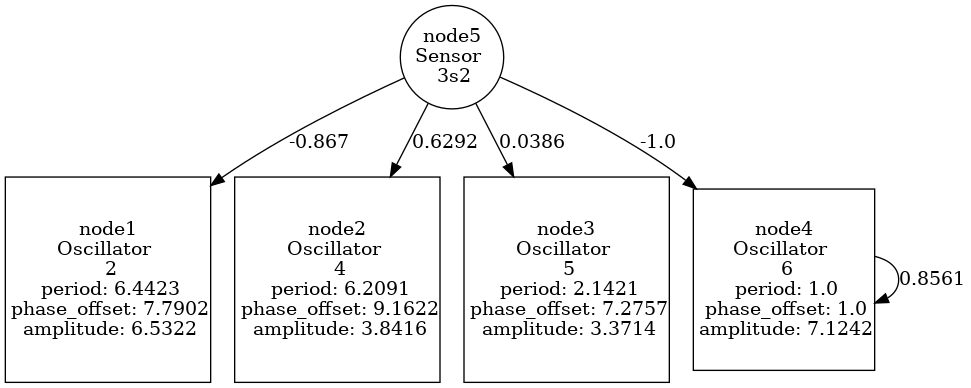 node5
Sensor
3s2
-0.867
0.6292
0.0386
-1.0
node1
Oscillator
2
period: 6.4423
phase_offset: 7.7902
amplitude: 6.5322
node2
Oscillator
4
period: 6.2091
phase_offset: 9.1622
amplitude: 3.8416
node3
Oscillator
5
period: 2.1421
phase_offset: 7.2757
amplitude: 3.3714
node4
Oscillator
6
period: 1.0
phase_offset: 1.0
amplitude: 7.1242
0.8561